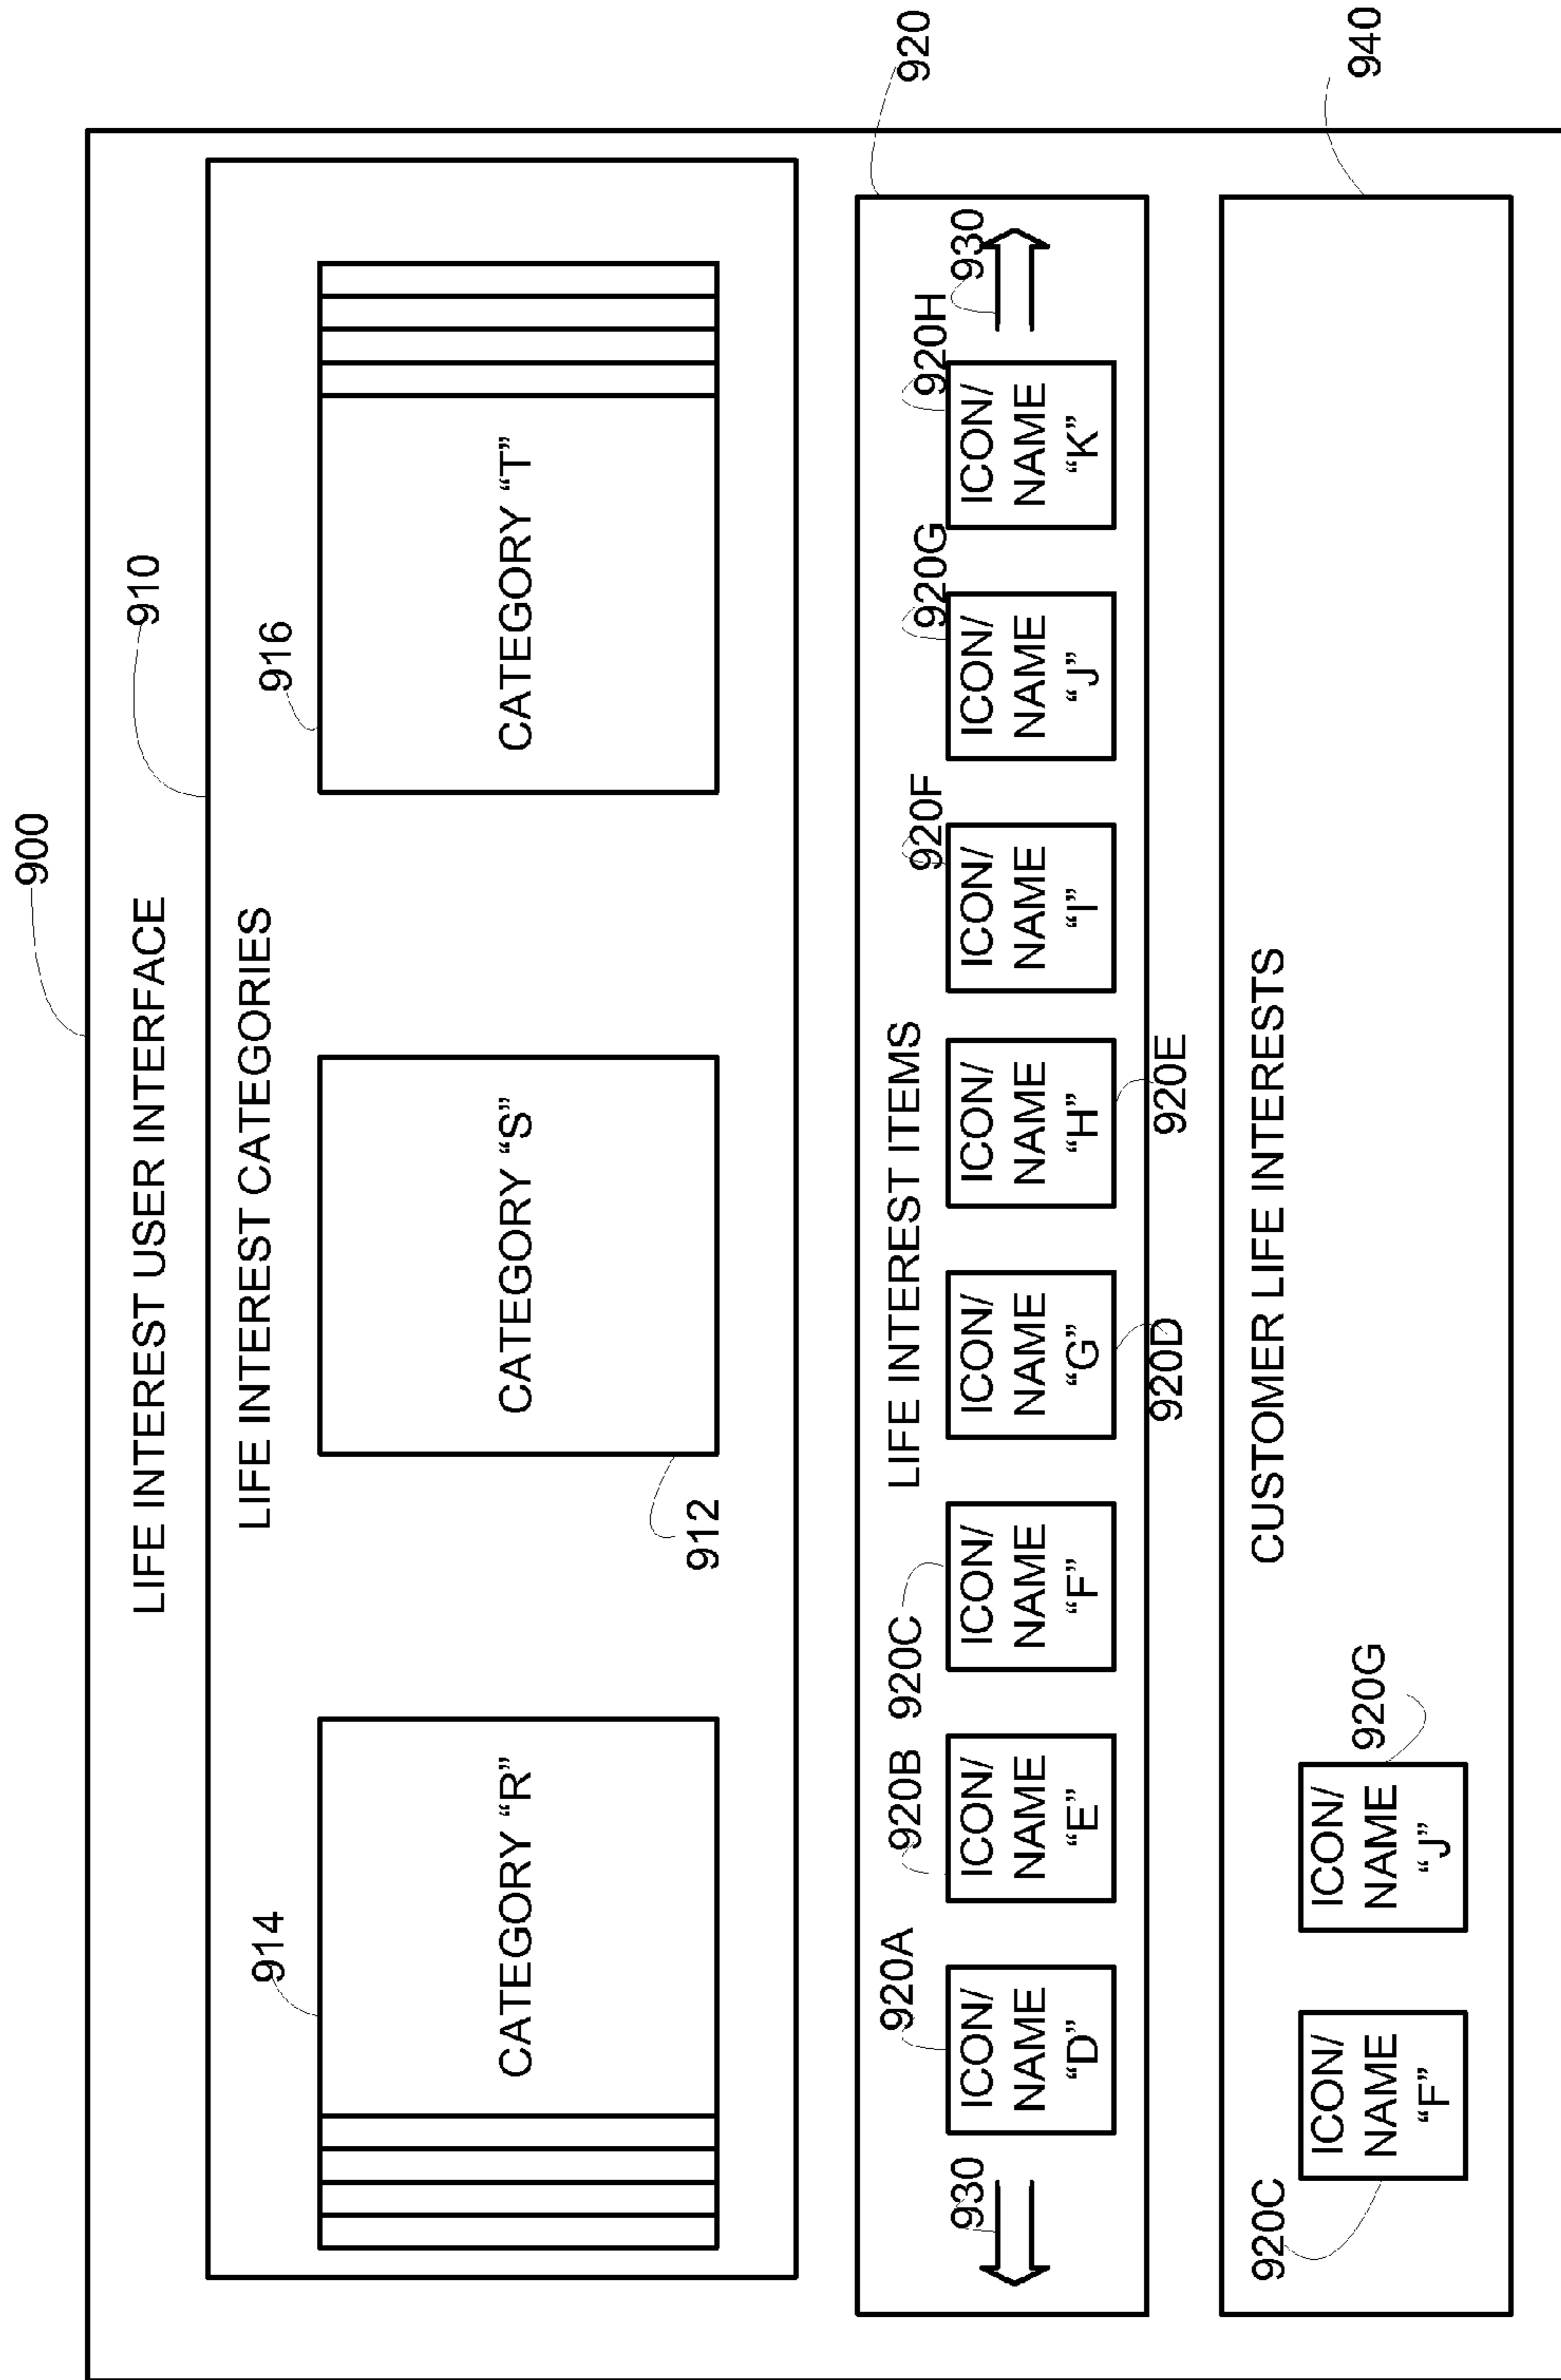 900
LIFE INTEREST USER INTERFACE
910
LIFE INTEREST CATEGORIES
914
916
CATEGORY “R”
CATEGORY “S”
CATEGORY “T”
912
920
LIFE INTEREST ITEMS
920A
920B
920C
920F
920G
920H
930
930
ICON/
NAME
“D”
ICON/
NAME
“E”
ICON/
NAME
“F”
ICON/
NAME
“G”
ICON/
NAME
“H”
ICON/
NAME
“I”
ICON/
NAME
“J”
ICON/
NAME
“K”
920D
920E
CUSTOMER LIFE INTERESTS
940
920C
ICON/
NAME
“F”
ICON/
NAME
“J”
920G